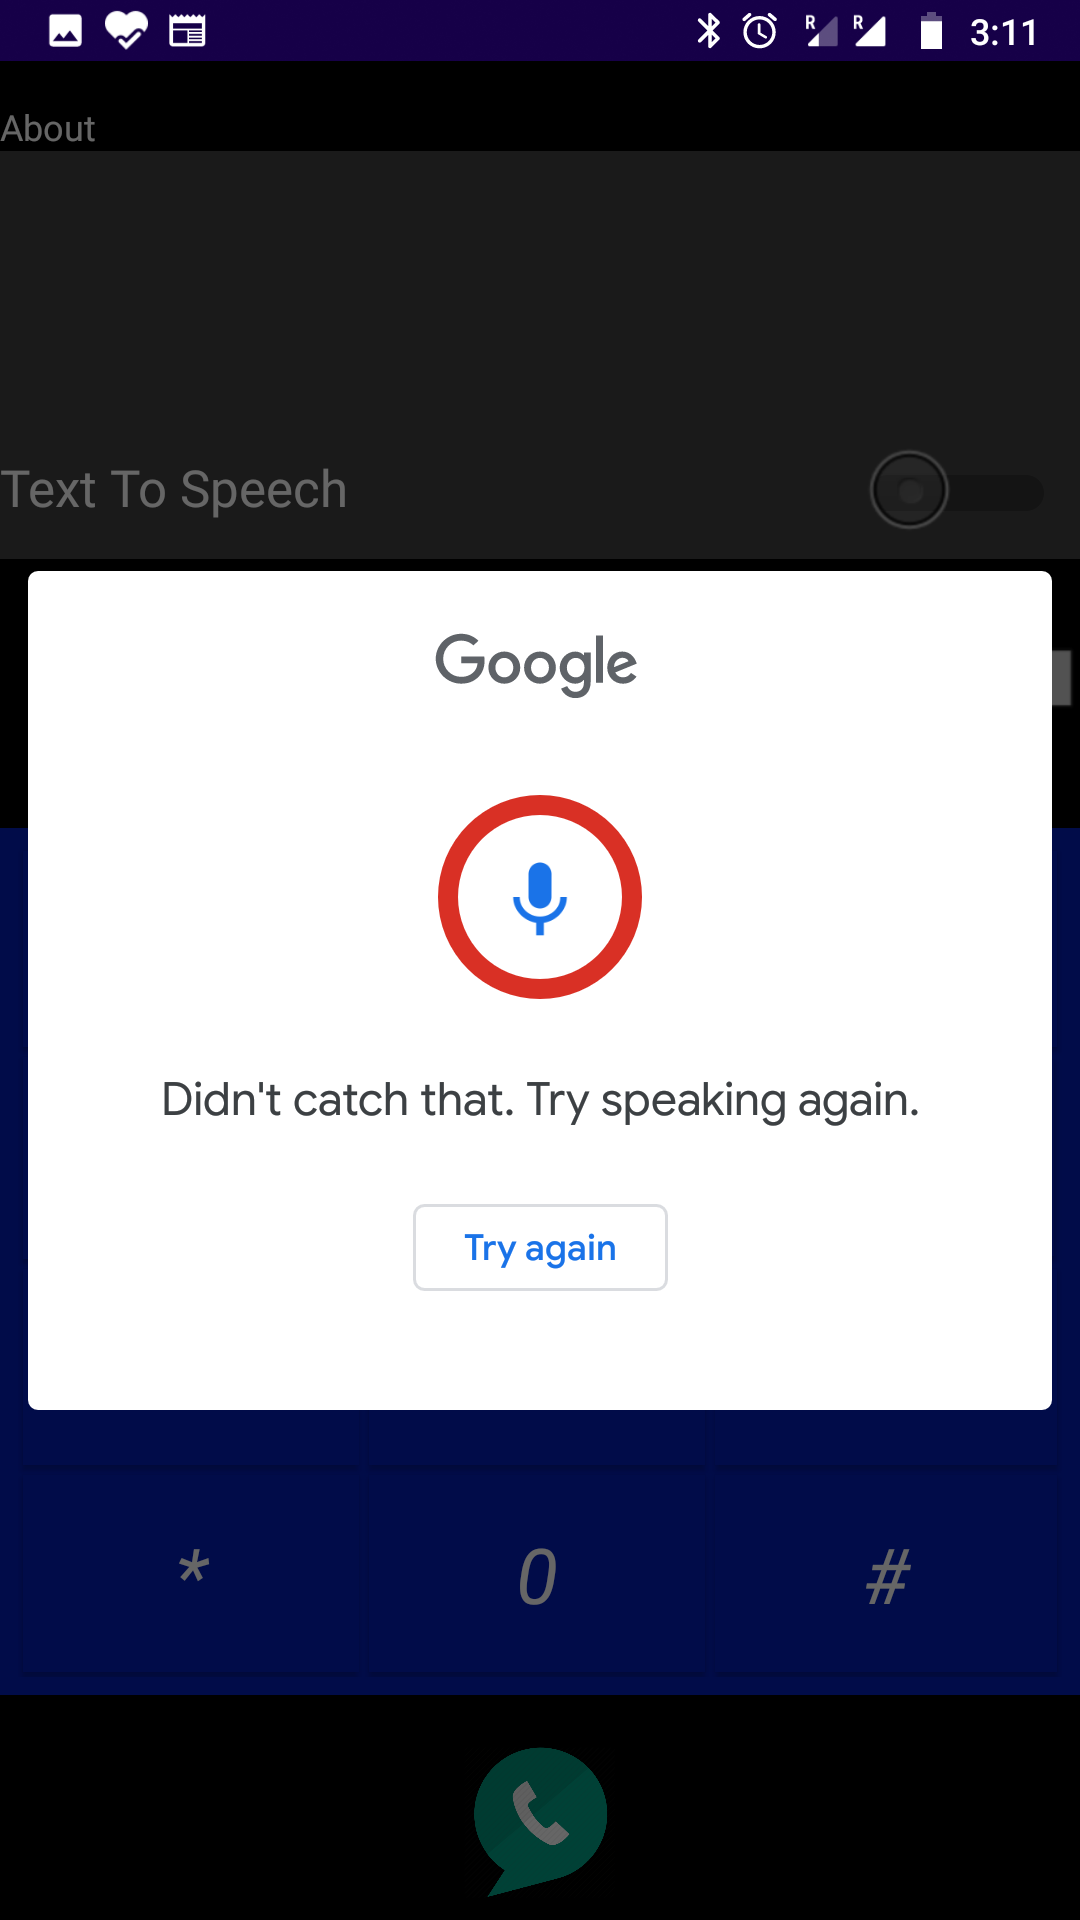 R R 3:11
About
Text To Speech
Google
Didn't catch that. Try speaking again.
Try again
* 0 #